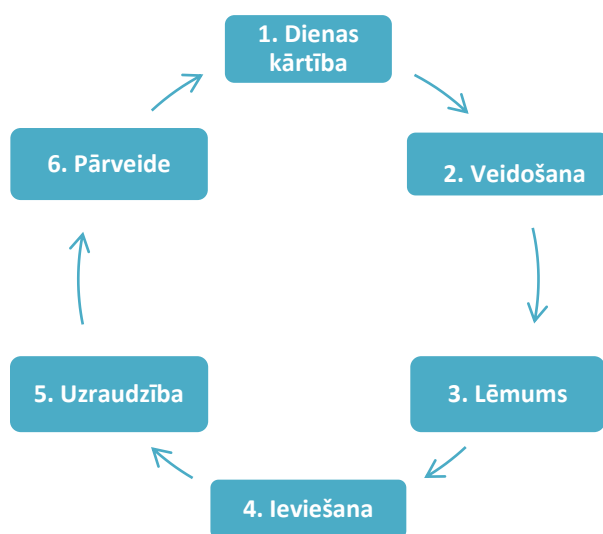 1. Dienas
kārtība
2. Veidošana
3. Lēmums
4. Ieviešana
5. Uzraudzība
6. Pārveide